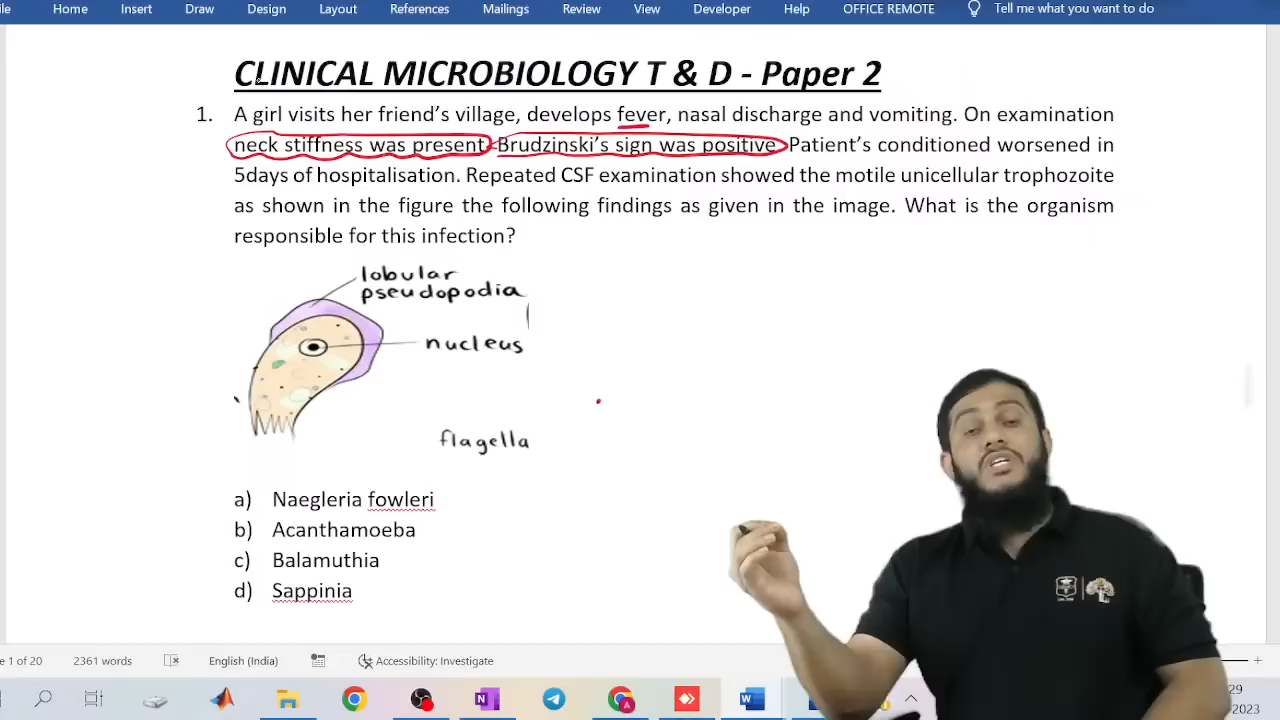 Home Insert Draw Design Layout References Mailings Review View Developer Help OFFICE REMOTE Tell me what you want to do
CLINICAL MICROBIOLOGY T & D - Paper 2
1. A girl visits her friend's village, develops fever, nasal discharge and vomiting. On examination
neck stiffness was present Brudzinski's sign was positive Patient's conditioned worsened in
5days of hospitalisation. Repeated CSF examination showed the motile unicellular trophozoite
as shown in the figure the following findings as given in the image. What is the organism
responsible for this infection?
lobular
pseudopodia
nucleus
flagella
a) Naegleria fowleri
b) Acanthamoeba
c) Balamuthia
d) Sappinia
1 of 20 2361 words English (India) Accessibility: Investigate
29
2023